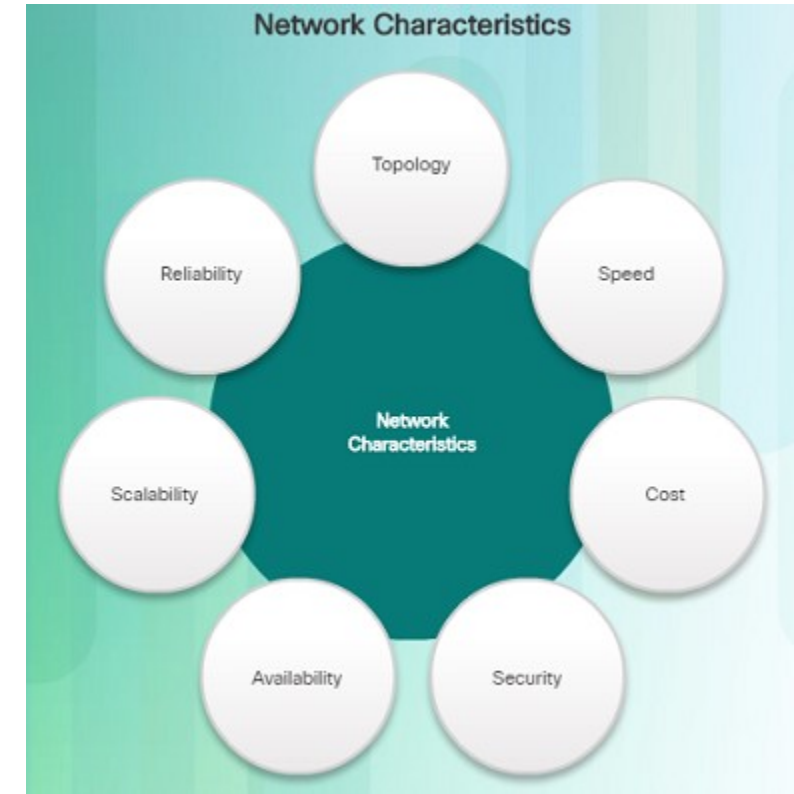 Network Characteristics
Topology
Reliability
Speed
Network
Characteristics
Scalability
Cost
Availability
Security